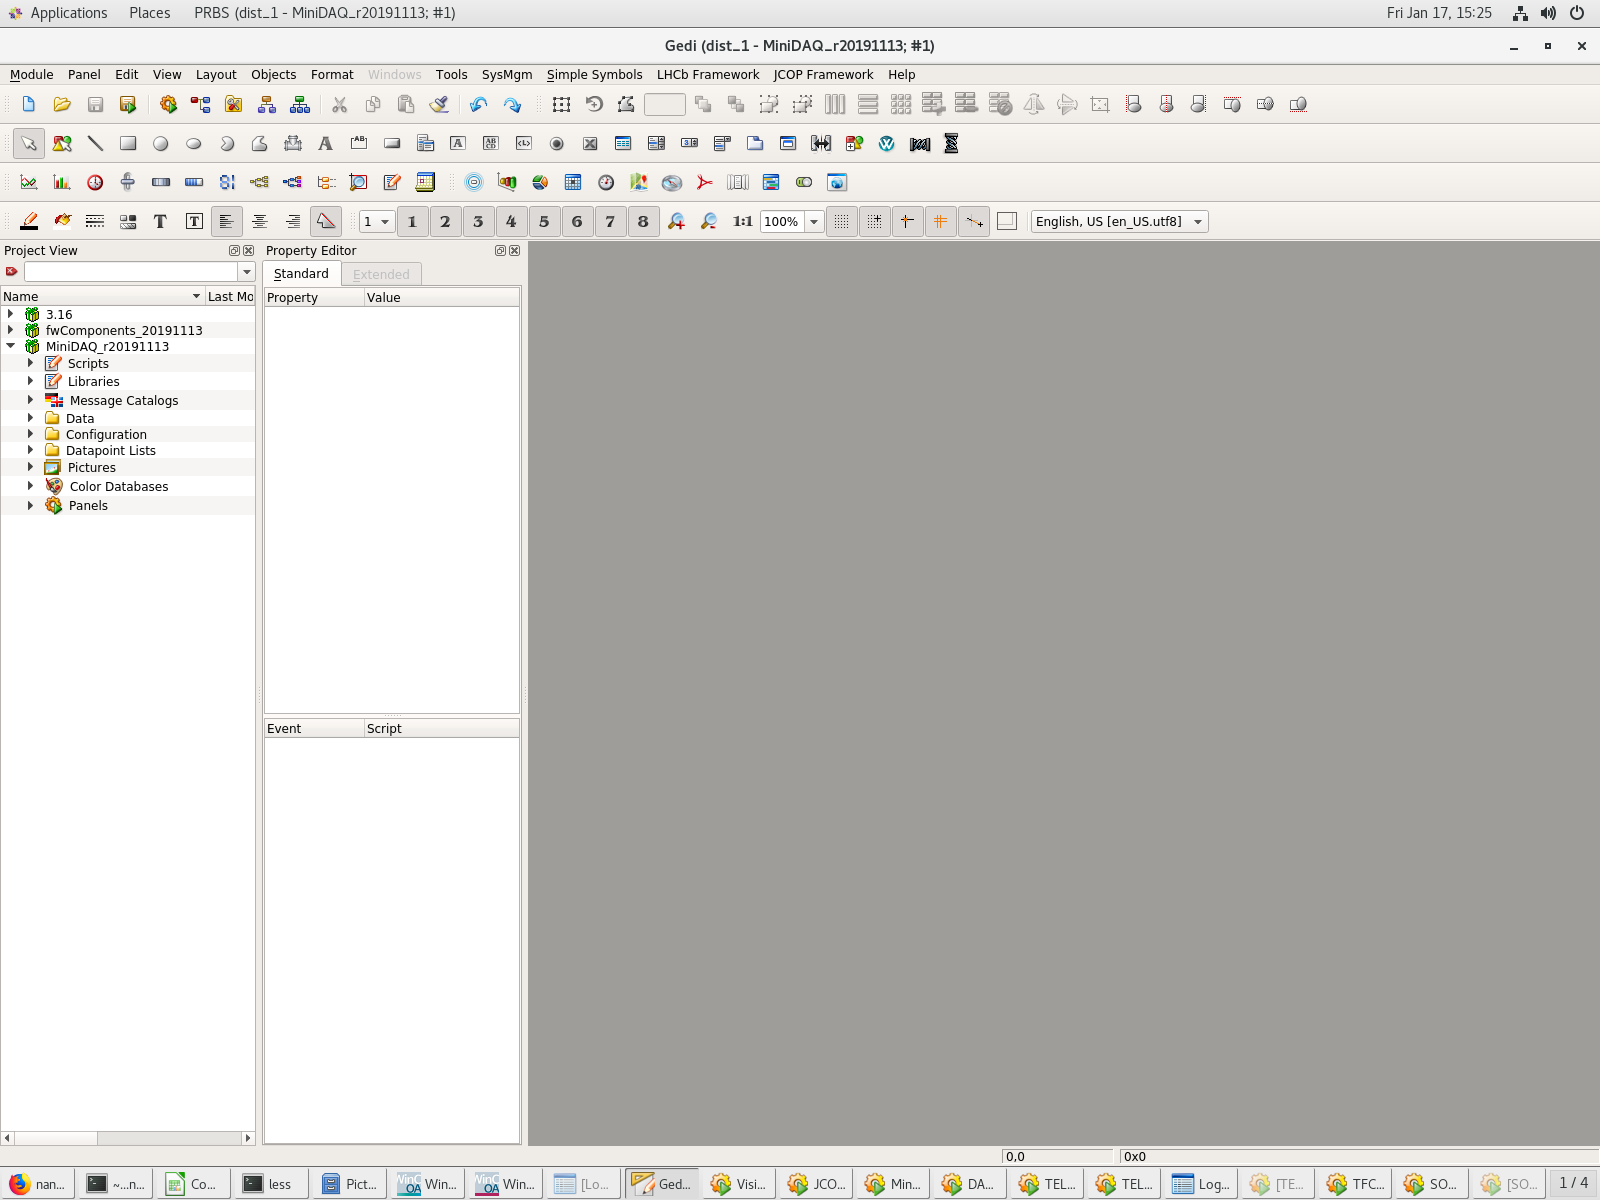 Applications Places PRBS (dist_1 - MiniDAQ_r20191113; #1) Fri Jan 17, 15:25
Gedi (dist_1 - MiniDAQ_r20191113; #1)
Module Panel Edit View Layout Objects Format Windows Tools SysMgm Simple Symbols LHCb Framework JCOP Framework Help
1 1 2 3 4 5 6 7 8 1:1 100% English, US [en_US.utf8]
Project View
Property Editor
Standard Extended
Name Last Mo
Property Value
3.16
fwComponents_20191113
MiniDAQ_r20191113
Scripts
Libraries
Message Catalogs
Data
Configuration
Datapoint Lists
Pictures
Color Databases
Panels
Event Script
0,0 0x0
nan... ~...n... Co... less Pict... Win... Win... [Lo... Ged... Visi... JCO... Min... DA... TEL... TEL... Log... [TE... TFC... SO... [SO... 1 / 4